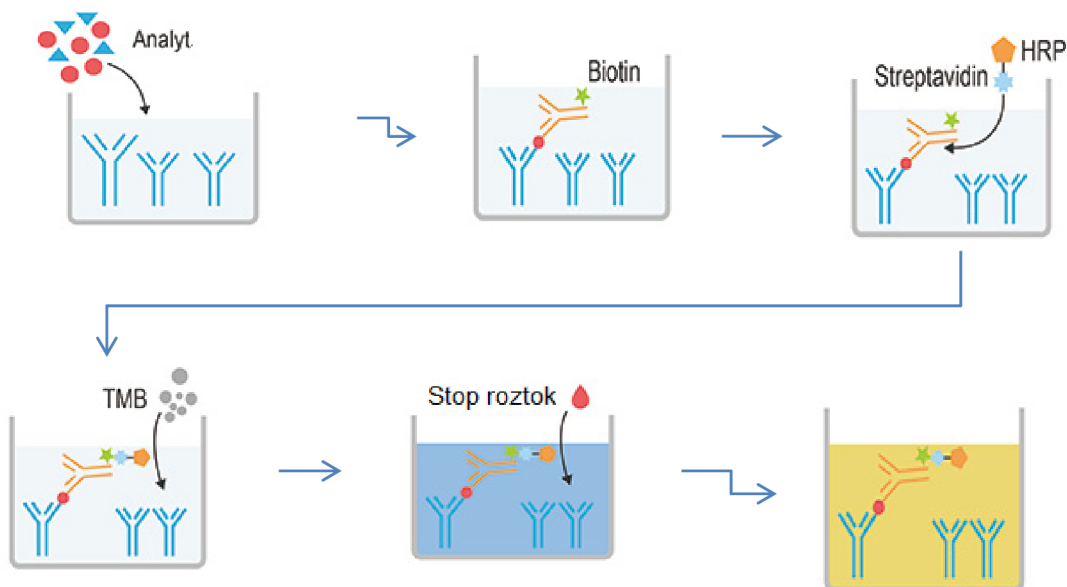 Analyt.
Biotin
HRP
Streptavidin
TMB
Stop roztok